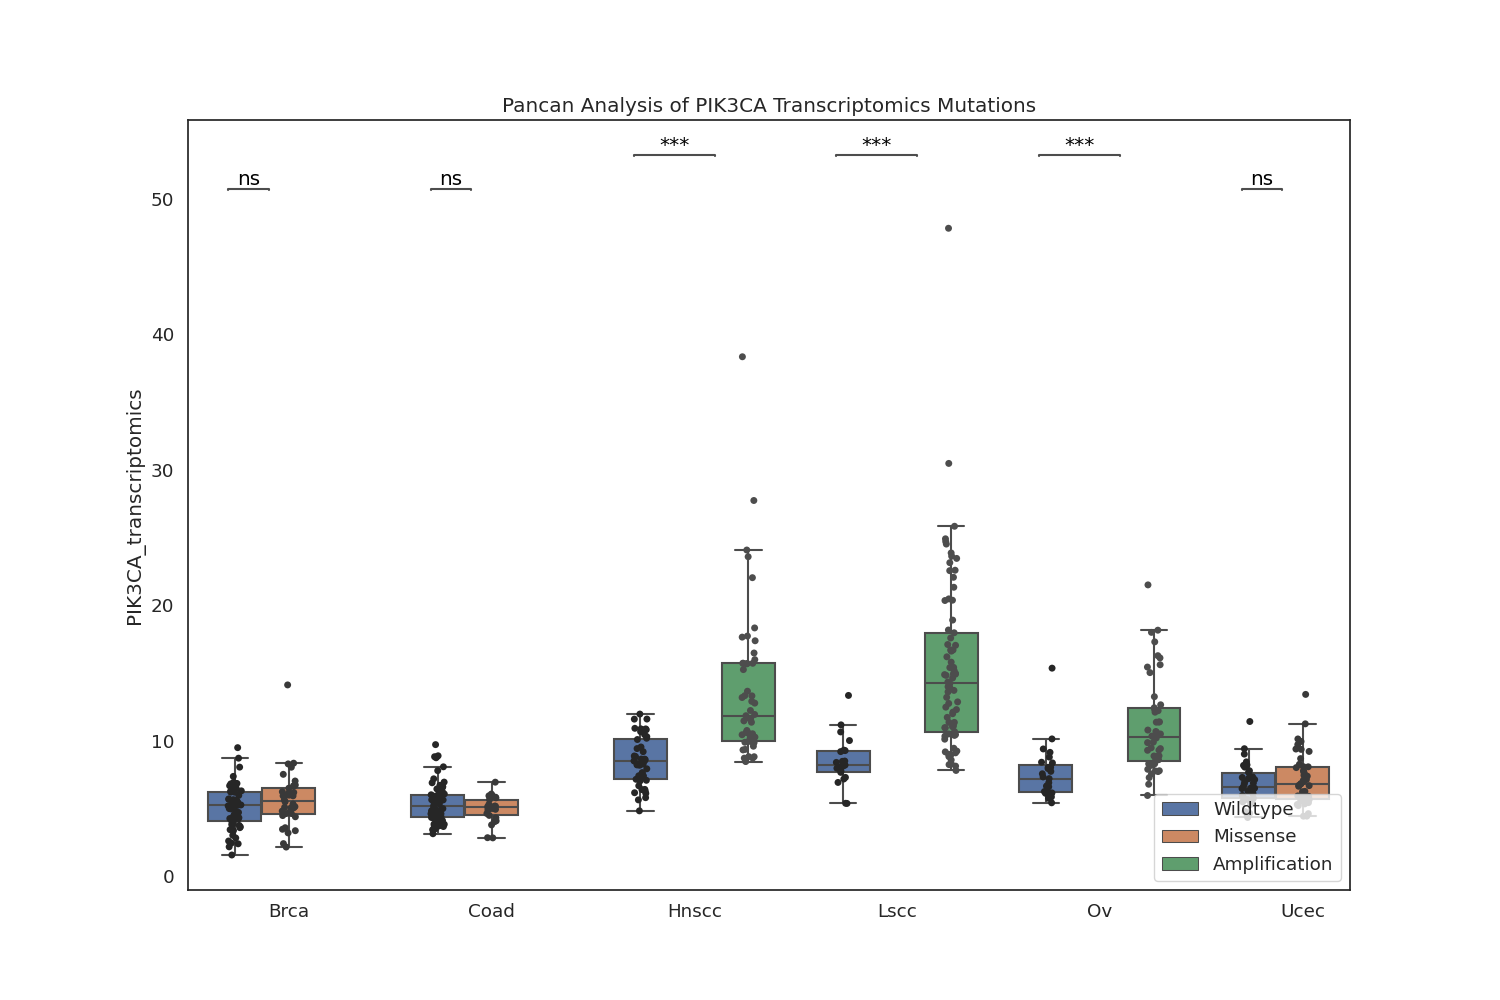 Pancan Analysis of PIK3CA Transcriptomics Mutations
*** *** ***
ns ns ns
50
40
30
20
10
0
PIK3CA_transcriptomics
Wildtype
Missense
Amplification
Brca Coad Hnscc Lscc Ov Ucec